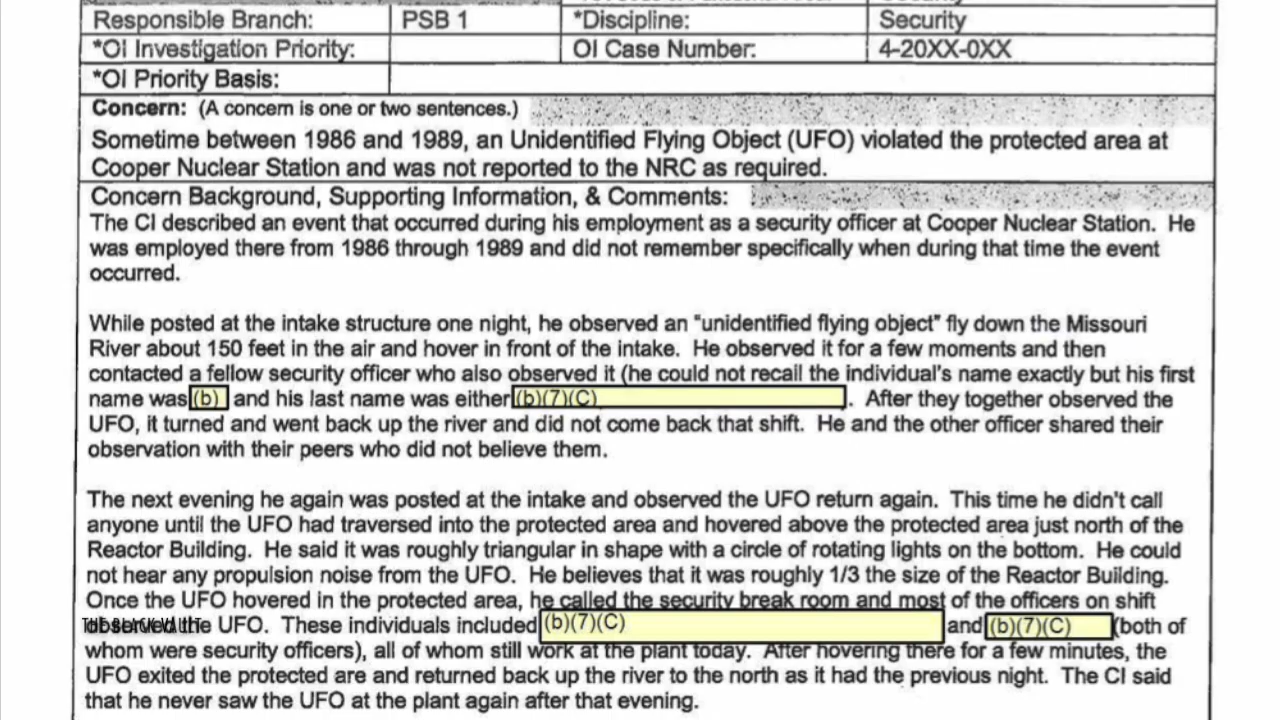 Responsible Branch: PSB 1 *Discipline: Security
*OI Investigation Priority: OI Case Number: 4-20XX-0XX
*OI Priority Basis:
Concern: (A concern is one or two sentences.)
Sometime between 1986 and 1989, an Unidentified Flying Object (UFO) violated the protected area at
Cooper Nuclear Station and was not reported to the NRC as required.
Concern Background, Supporting Information, & Comments:
The CI described an event that occurred during his employment as a security officer at Cooper Nuclear Station. He
was employed there from 1986 through 1989 and did not remember specifically when during that time the event
occurred.
While posted at the intake structure one night, he observed an "unidentified flying object" fly down the Missouri
River about 150 feet in the air and hover in front of the intake. He observed it for a few moments and then
contacted a fellow security officer who also observed it (he could not recall the individual's name exactly but his first
name was (b) and his last name was either (b)(7)(C) . After they together observed the
UFO, it turned and went back up the river and did not come back that shift. He and the other officer shared their
observation with their peers who did not believe them.
The next evening he again was posted at the intake and observed the UFO return again. This time he didn't call
anyone until the UFO had traversed into the protected area and hovered above the protected area just north of the
Reactor Building. He said it was roughly triangular in shape with a circle of rotating lights on the bottom. He could
not hear any propulsion noise from the UFO. He believes that it was roughly 1/3 the size of the Reactor Building.
Once the UFO hovered in the protected area, he called the security break room and most of the officers on shift
observed the UFO. These individuals included (b)(7)(C) and (b)(7)(C) (both of
THE BLACK VAULT
whom were security officers), all of whom still work at the plant today. After hovering there for a few minutes, the
UFO exited the protected are and returned back up the river to the north as it had the previous night. The CI said
that he never saw the UFO at the plant again after that evening.